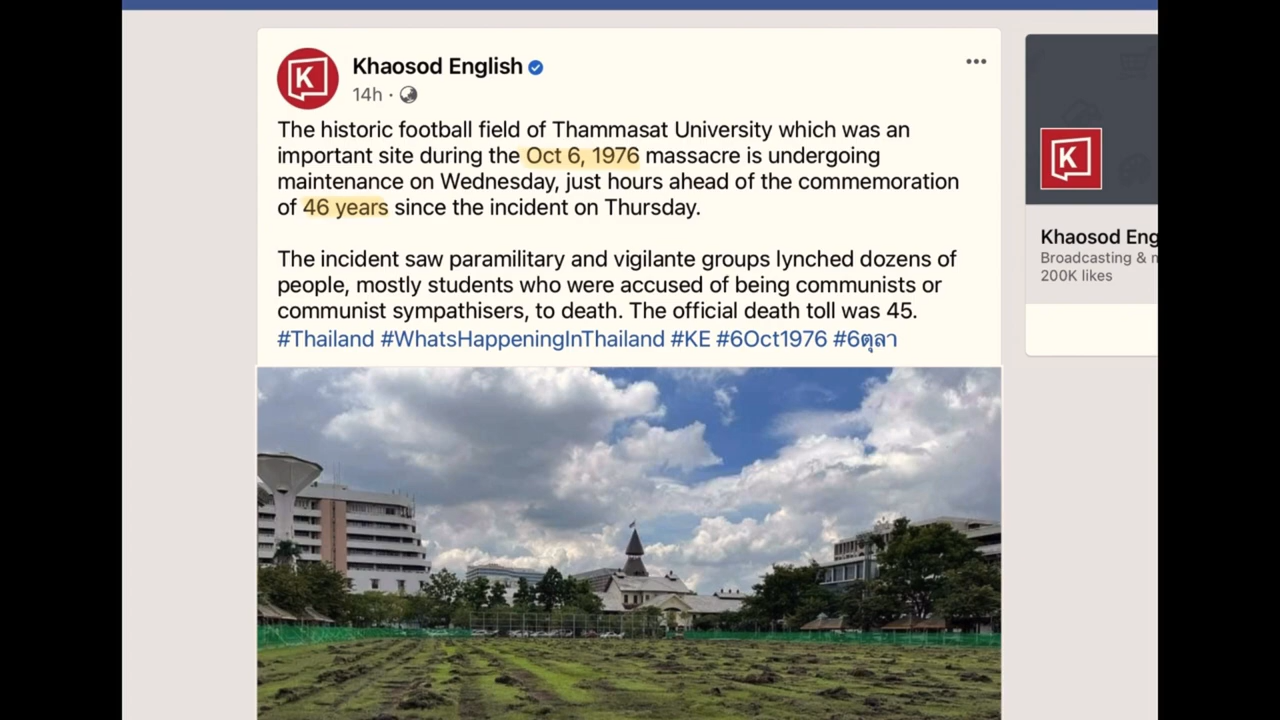 Khaosod English
14h ·
The historic football field of Thammasat University which was an
important site during the Oct 6, 1976 massacre is undergoing
maintenance on Wednesday, just hours ahead of the commemoration
of 46 years since the incident on Thursday.
The incident saw paramilitary and vigilante groups lynched dozens of
people, mostly students who were accused of being communists or
communist sympathisers, to death. The official death toll was 45.
#Thailand #WhatsHappeningInThailand #KE #6Oct1976 #6ตุลา
K
K
Khaosod Eng
Broadcasting & m
200K likes